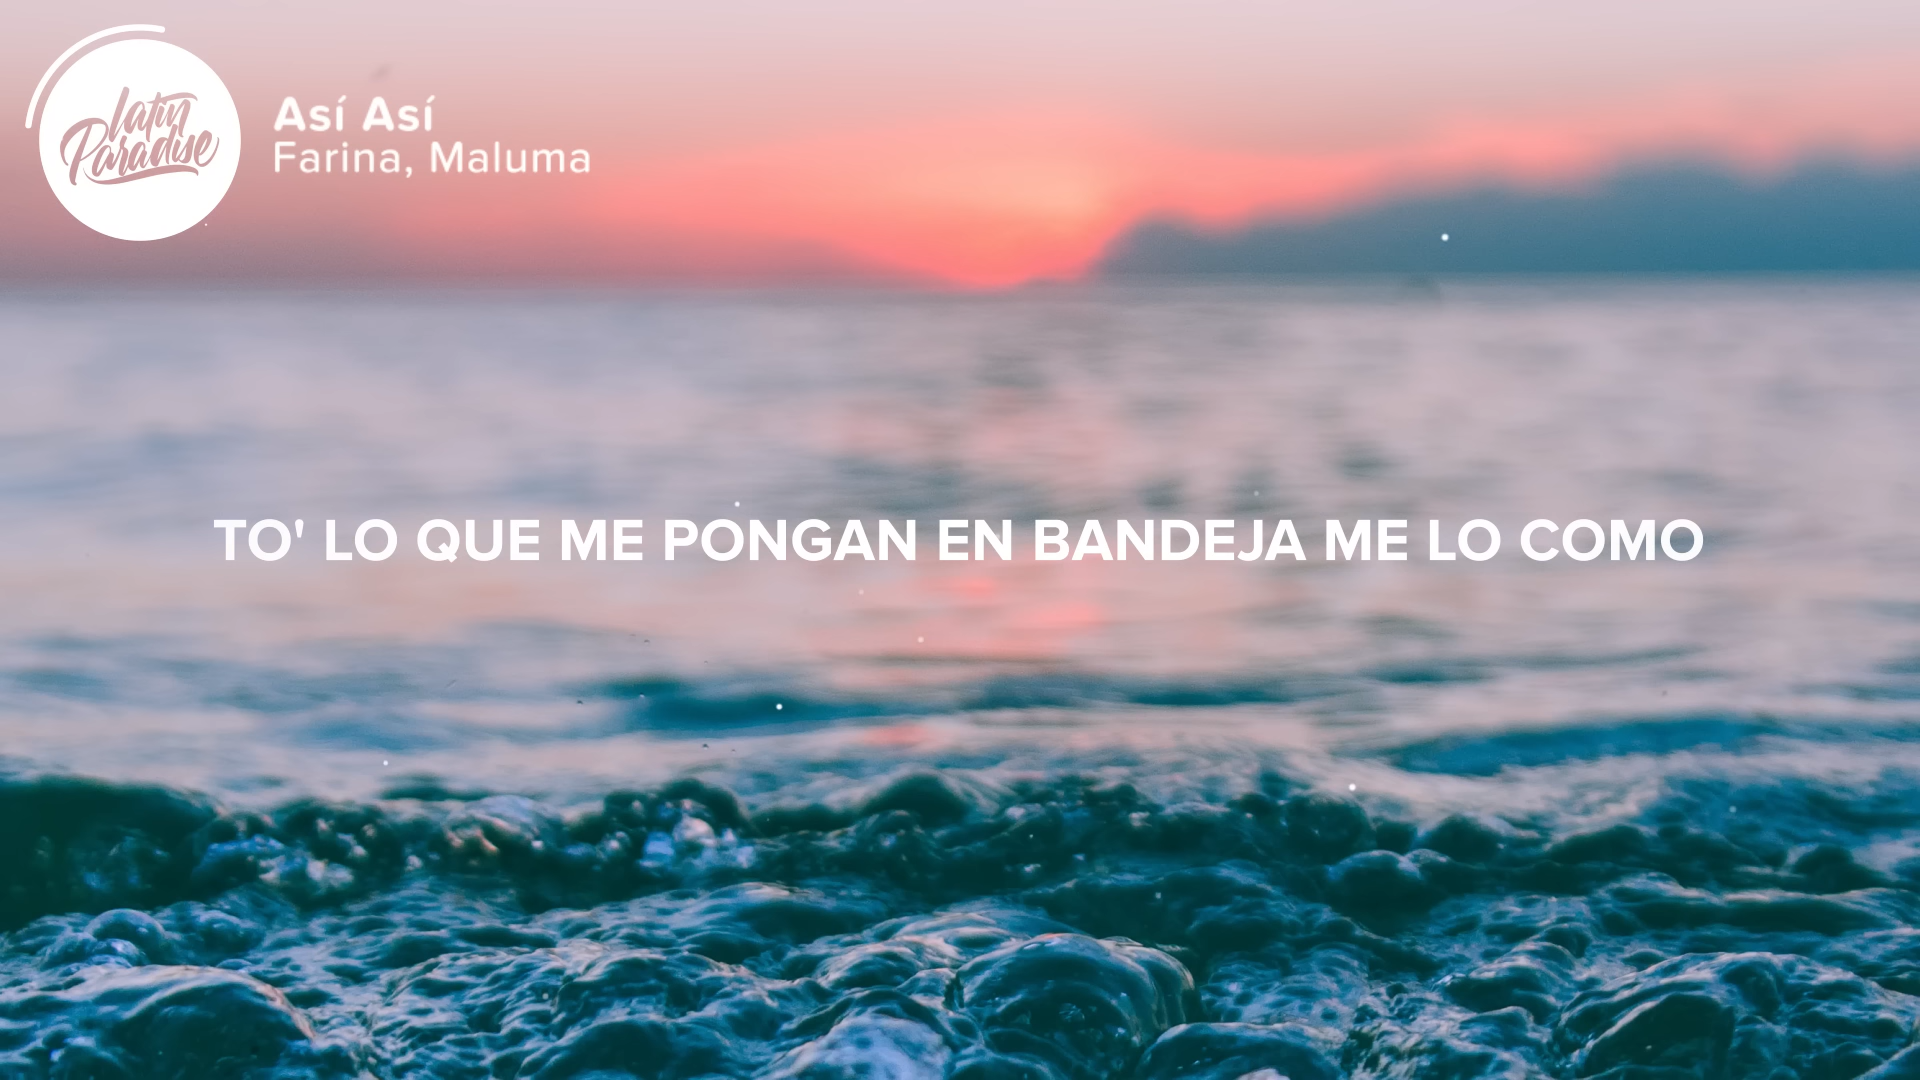 latin
Paradise
Así Así
Farina, Maluma
TO' LO QUE ME PONGAN EN BANDEJA ME LO COMO